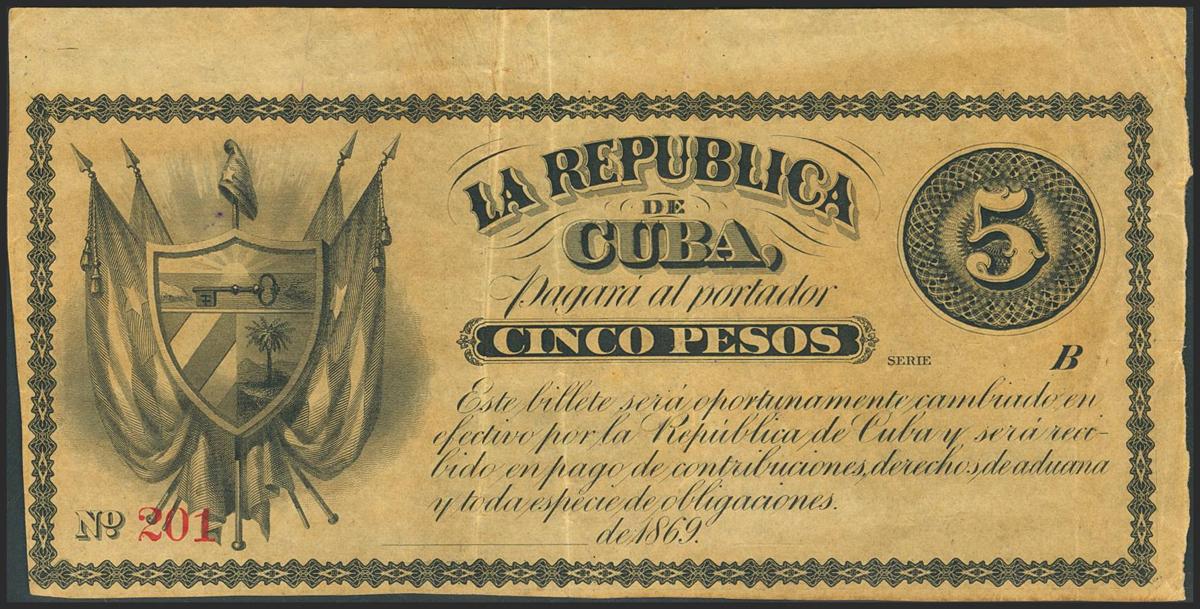 LA REPUBLICA
DE
CUBA,
5
Pagará al portador
CINCO PESOS
SERIE B
Este billete será oportunamente cambiado en
efectivo por la República de Cuba y será reci-
bido en pago de contribuciones, derechos, de aduana
y toda especie de obligaciones.
de 1869.
Nº 201